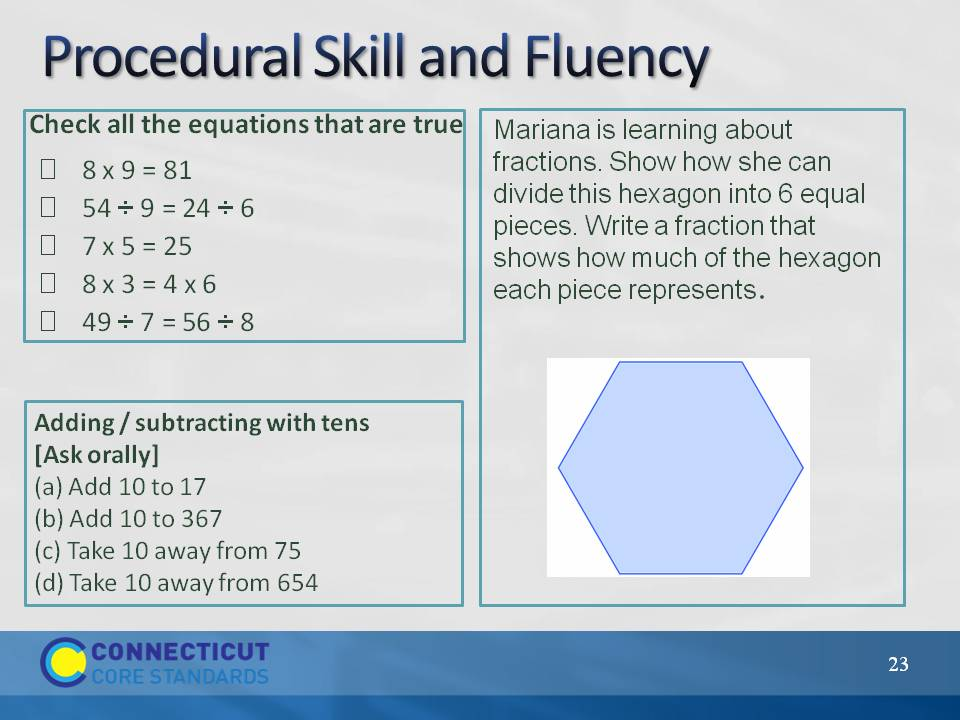 Procedural Skill and Fluency
Check all the equations that are true
□ 8 x 9 = 81
□ 54 ÷ 9 = 24 ÷ 6
□ 7 x 5 = 25
□ 8 x 3 = 4 x 6
□ 49 ÷ 7 = 56 ÷ 8
Adding / subtracting with tens
[Ask orally]
(a) Add 10 to 17
(b) Add 10 to 367
(c) Take 10 away from 75
(d) Take 10 away from 654
Mariana is learning about
fractions. Show how she can
divide this hexagon into 6 equal
pieces. Write a fraction that
shows how much of the hexagon
each piece represents.
CONNECTICUT
CORE STANDARDS
23